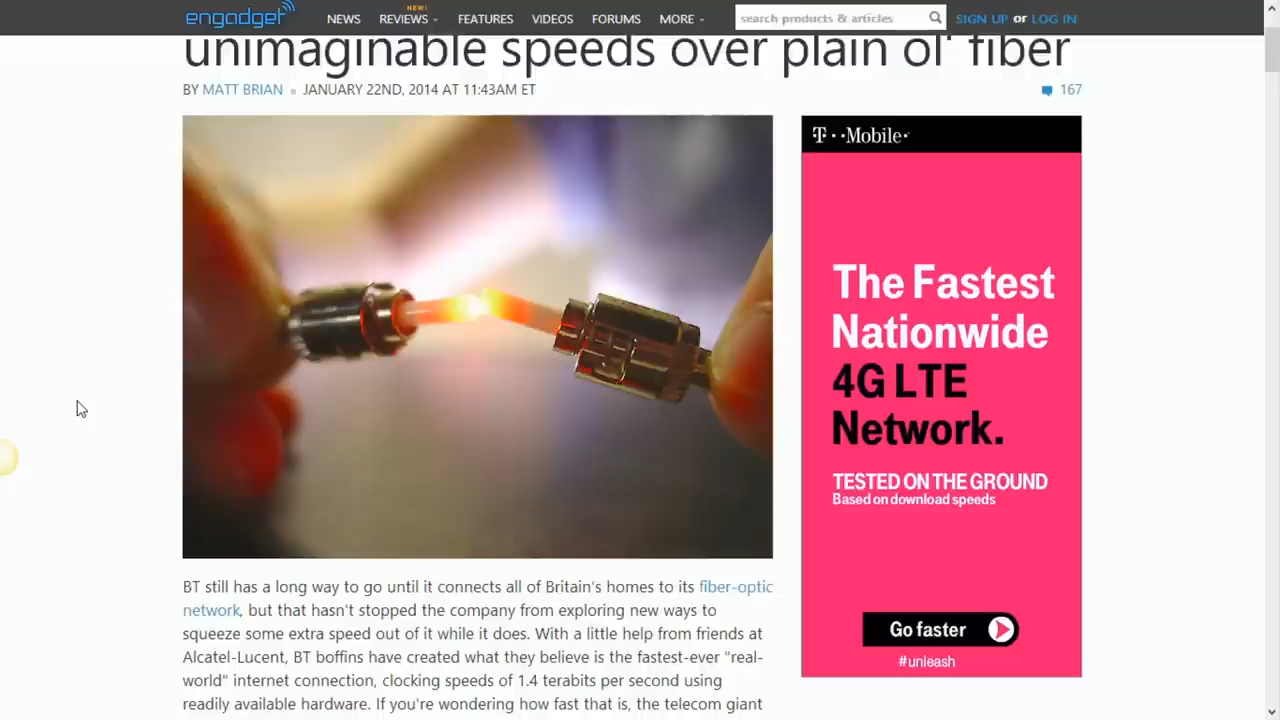 engadget
NEWS
NEW!
REVIEWS
FEATURES
VIDEOS
FORUMS
MORE
search products & articles
SIGN UP or LOG IN
unimaginable speeds over plain ol' fiber
BY MATT BRIAN
JANUARY 22ND, 2014 AT 11:43AM ET
167
T··Mobile·
The Fastest
Nationwide
4G LTE
Network.
TESTED ON THE GROUND
Based on download speeds
Go faster
#unleash
BT still has a long way to go until it connects all of Britain's homes to its fiber-optic
network, but that hasn't stopped the company from exploring new ways to
squeeze some extra speed out of it while it does. With a little help from friends at
Alcatel-Lucent, BT boffins have created what they believe is the fastest-ever "real-
world" internet connection, clocking speeds of 1.4 terabits per second using
readily available hardware. If you're wondering how fast that is, the telecom giant